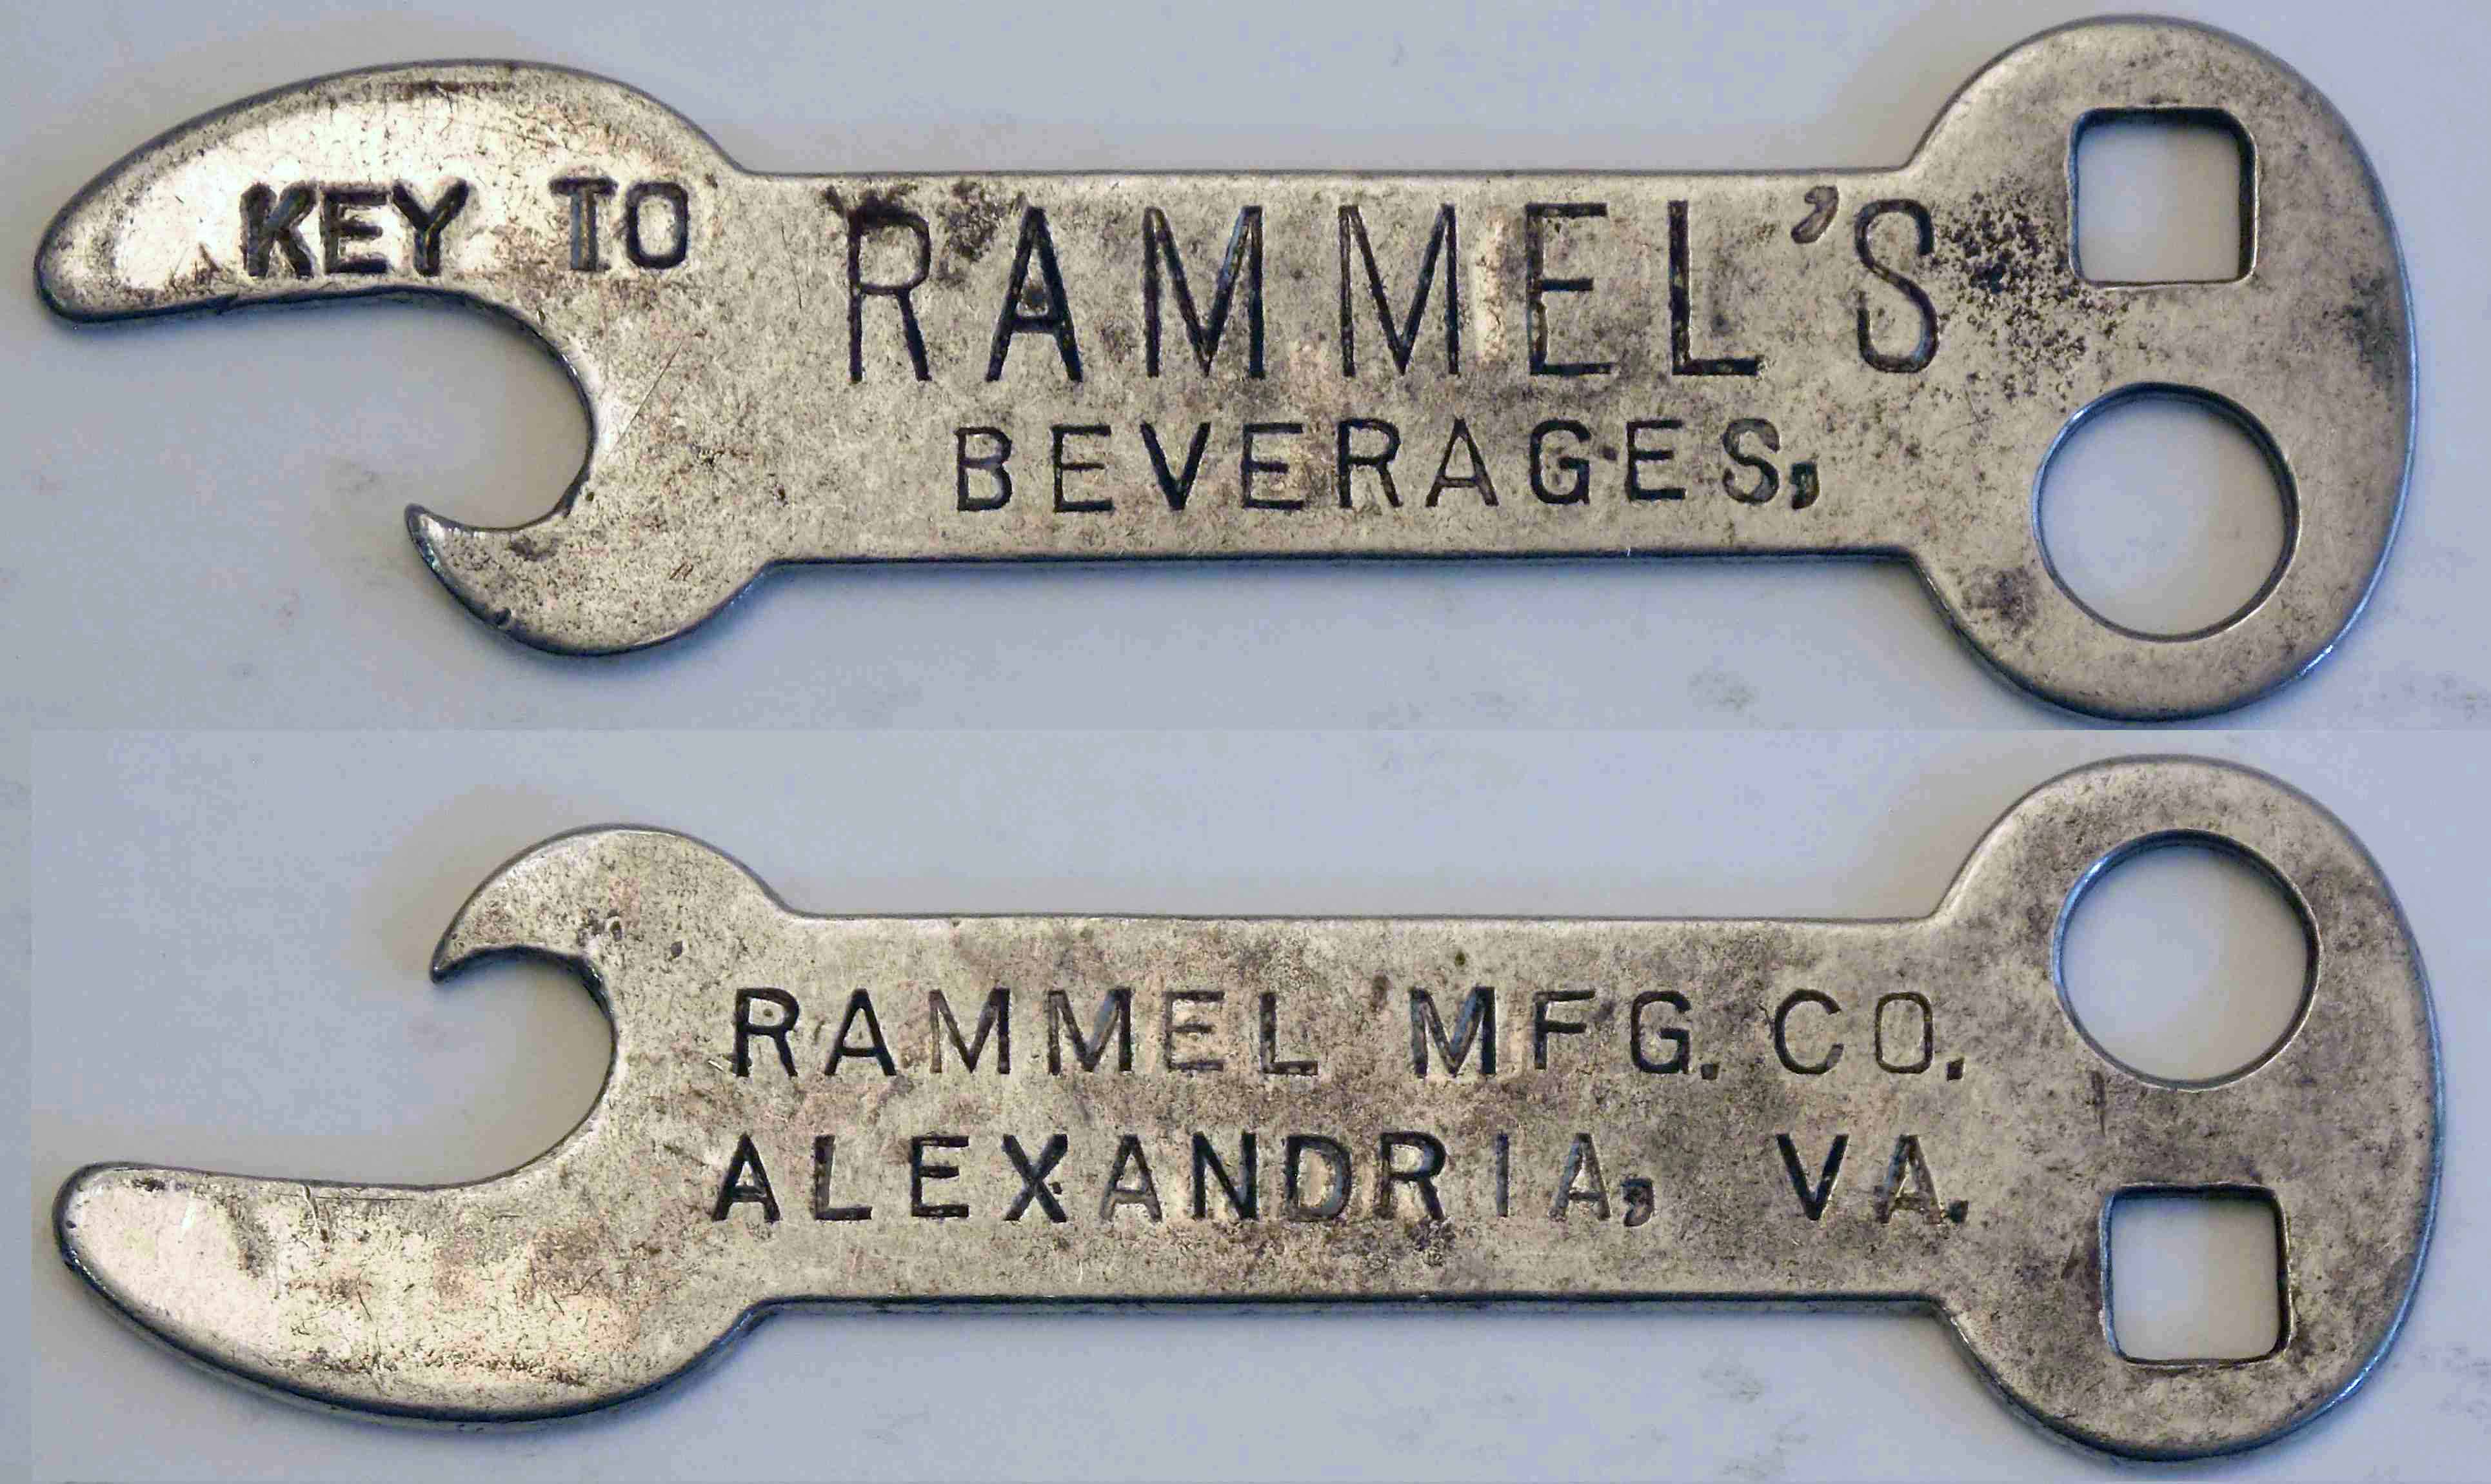 KEY TO RAMMEL'S
BEVERAGES,
RAMMEL MFG. CO.
ALEXANDRIA, VA.